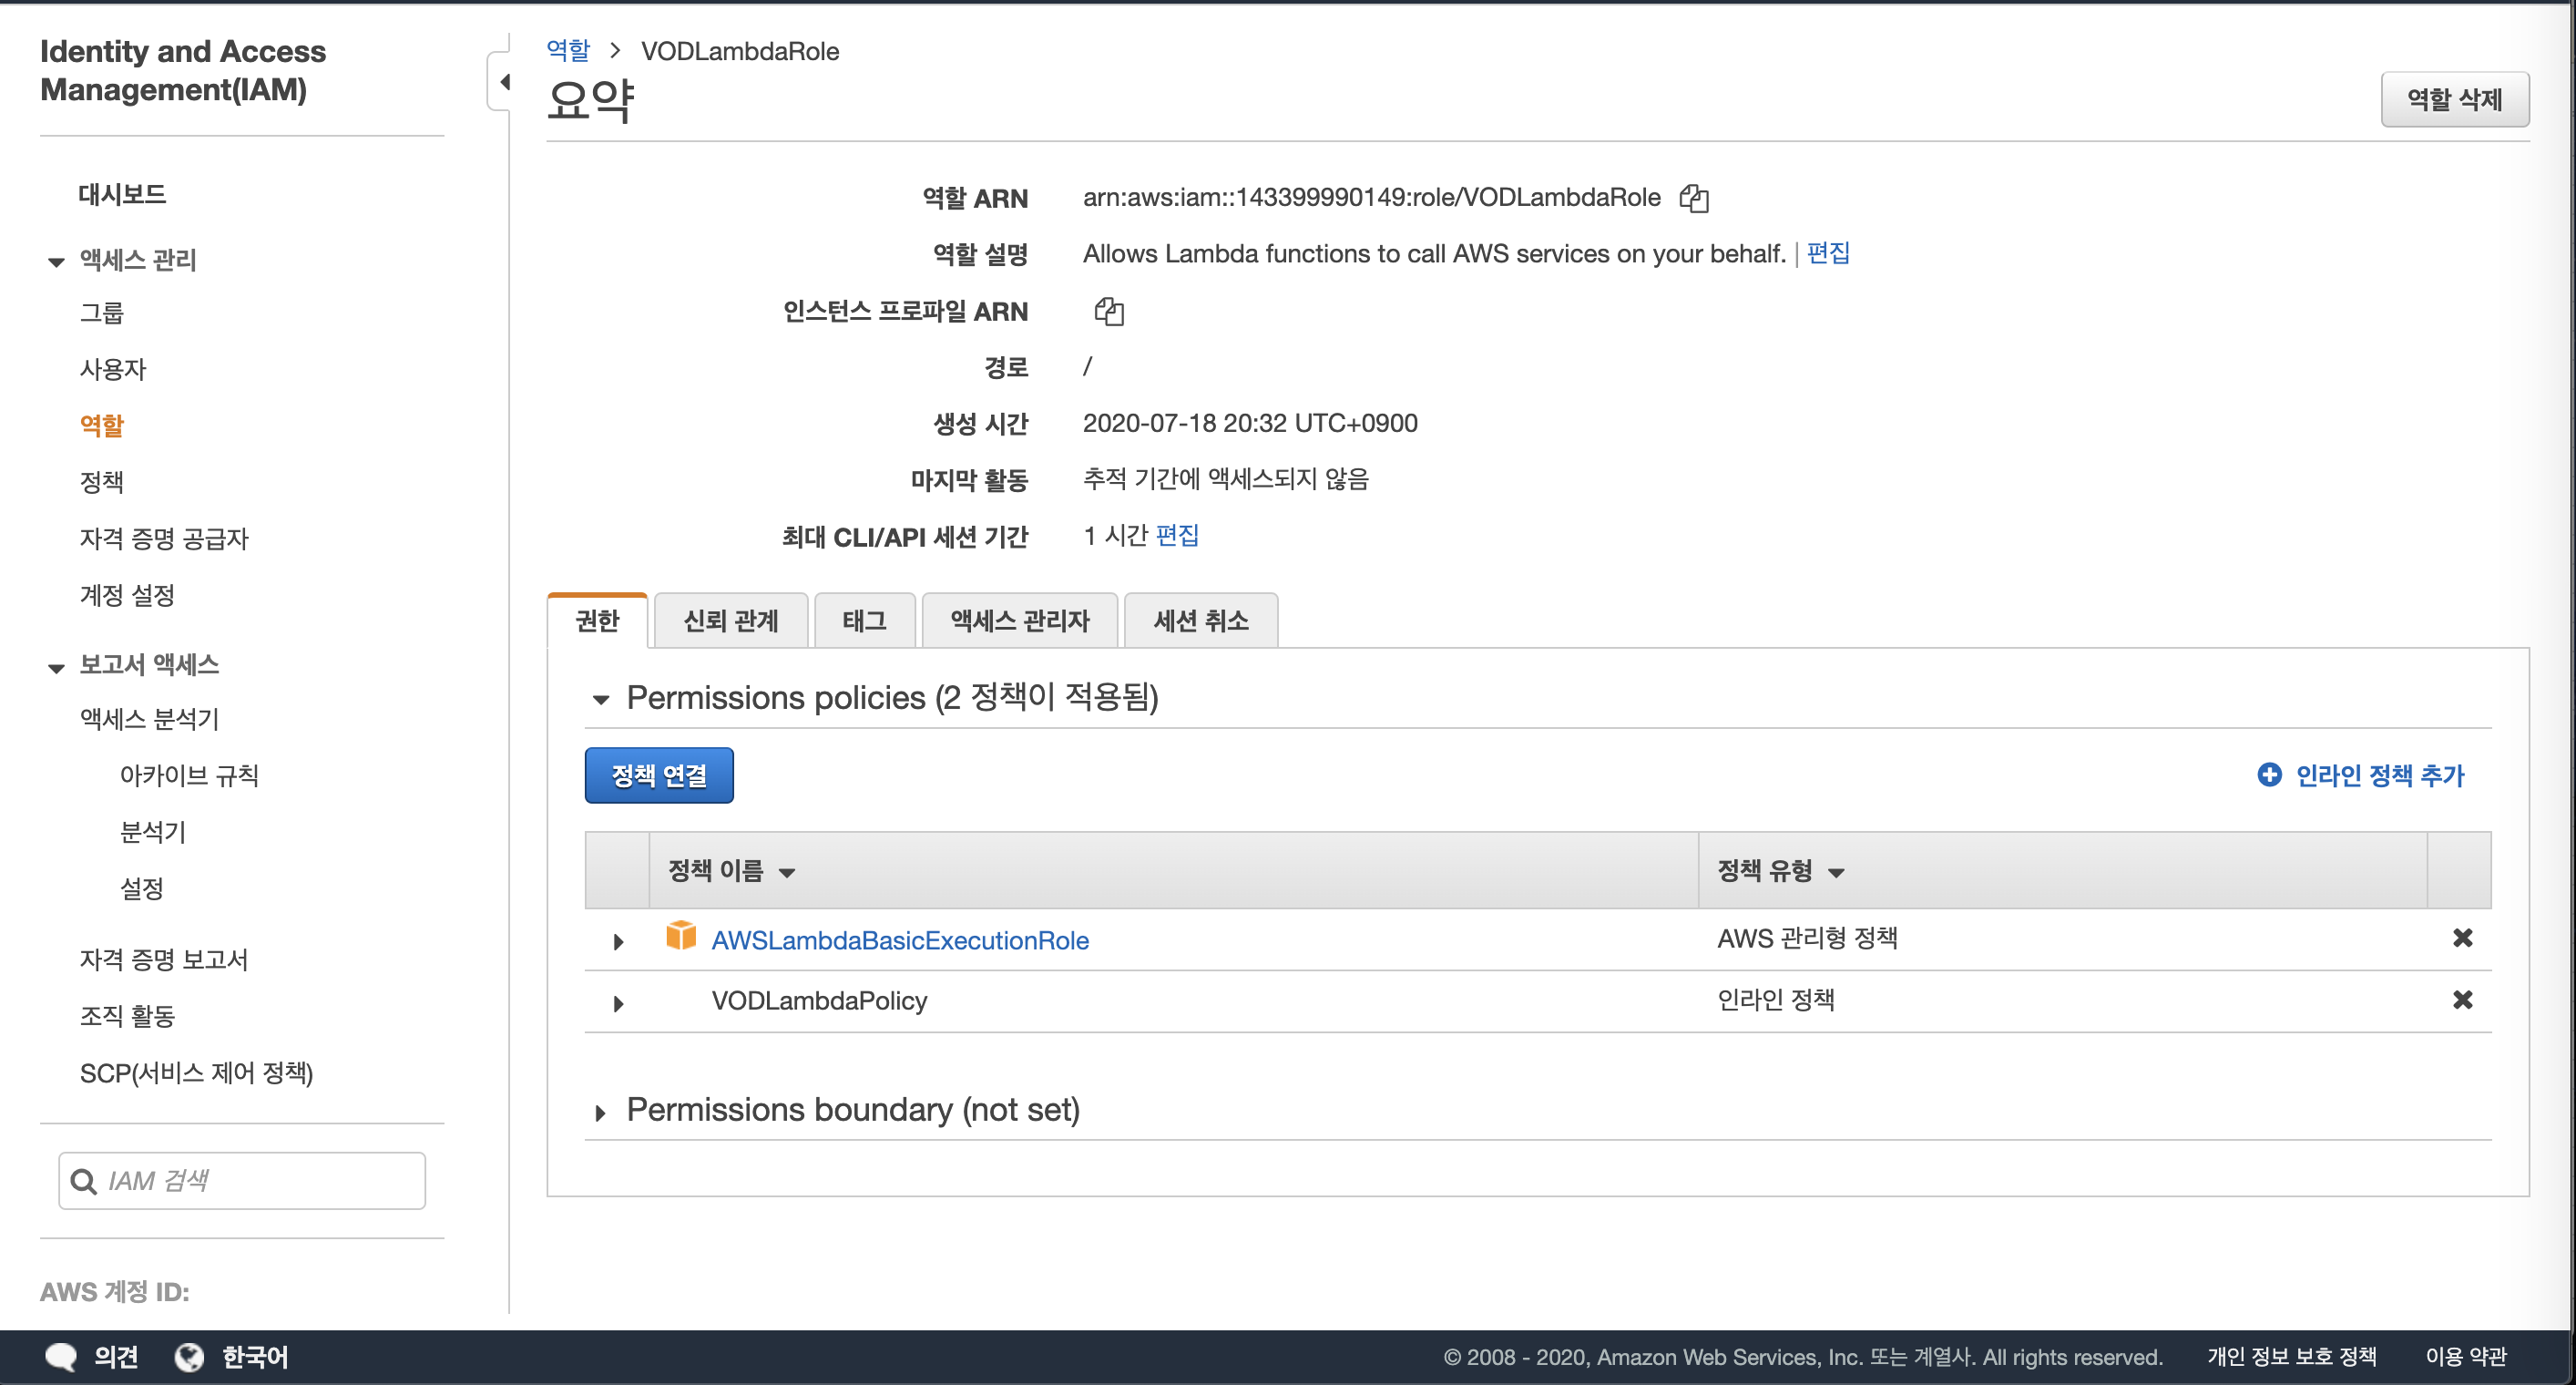 Identity and Access
Management(IAM)
대시보드
액세스 관리
그룹
사용자
역할
정책
자격 증명 공급자
계정 설정
보고서 액세스
액세스 분석기
아카이브 규칙
분석기
설정
자격 증명 보고서
조직 활동
SCP(서비스 제어 정책)
IAM 검색
AWS 계정 ID:
역할 > VODLambdaRole
요약
역할 삭제
역할 ARN arn:aws:iam::143399990149:role/VODLambdaRole
역할 설명 Allows Lambda functions to call AWS services on your behalf. | 편집
인스턴스 프로파일 ARN
경로 /
생성 시간 2020-07-18 20:32 UTC+0900
마지막 활동 추적 기간에 액세스되지 않음
최대 CLI/API 세션 기간 1 시간 편집
권한 신뢰 관계 태그 액세스 관리자 세션 취소
Permissions policies (2 정책이 적용됨)
정책 연결 인라인 정책 추가
정책 이름 정책 유형
AWSLambdaBasicExecutionRole AWS 관리형 정책
VODLambdaPolicy 인라인 정책
Permissions boundary (not set)
의견 한국어 © 2008 - 2020, Amazon Web Services, Inc. 또는 계열사. All rights reserved. 개인 정보 보호 정책 이용 약관